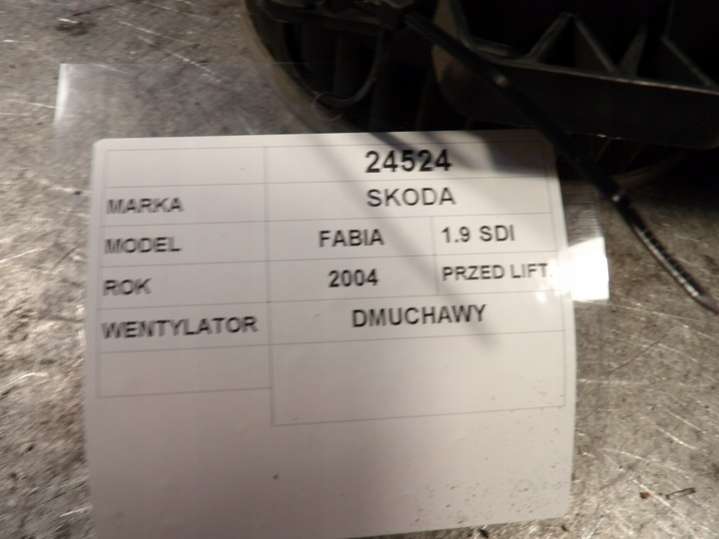 24524
MARKA SKODA
MODEL FABIA 1.9 SDI
ROK 2004 PRZED LIFT.
WENTYLATOR DMUCHAWY